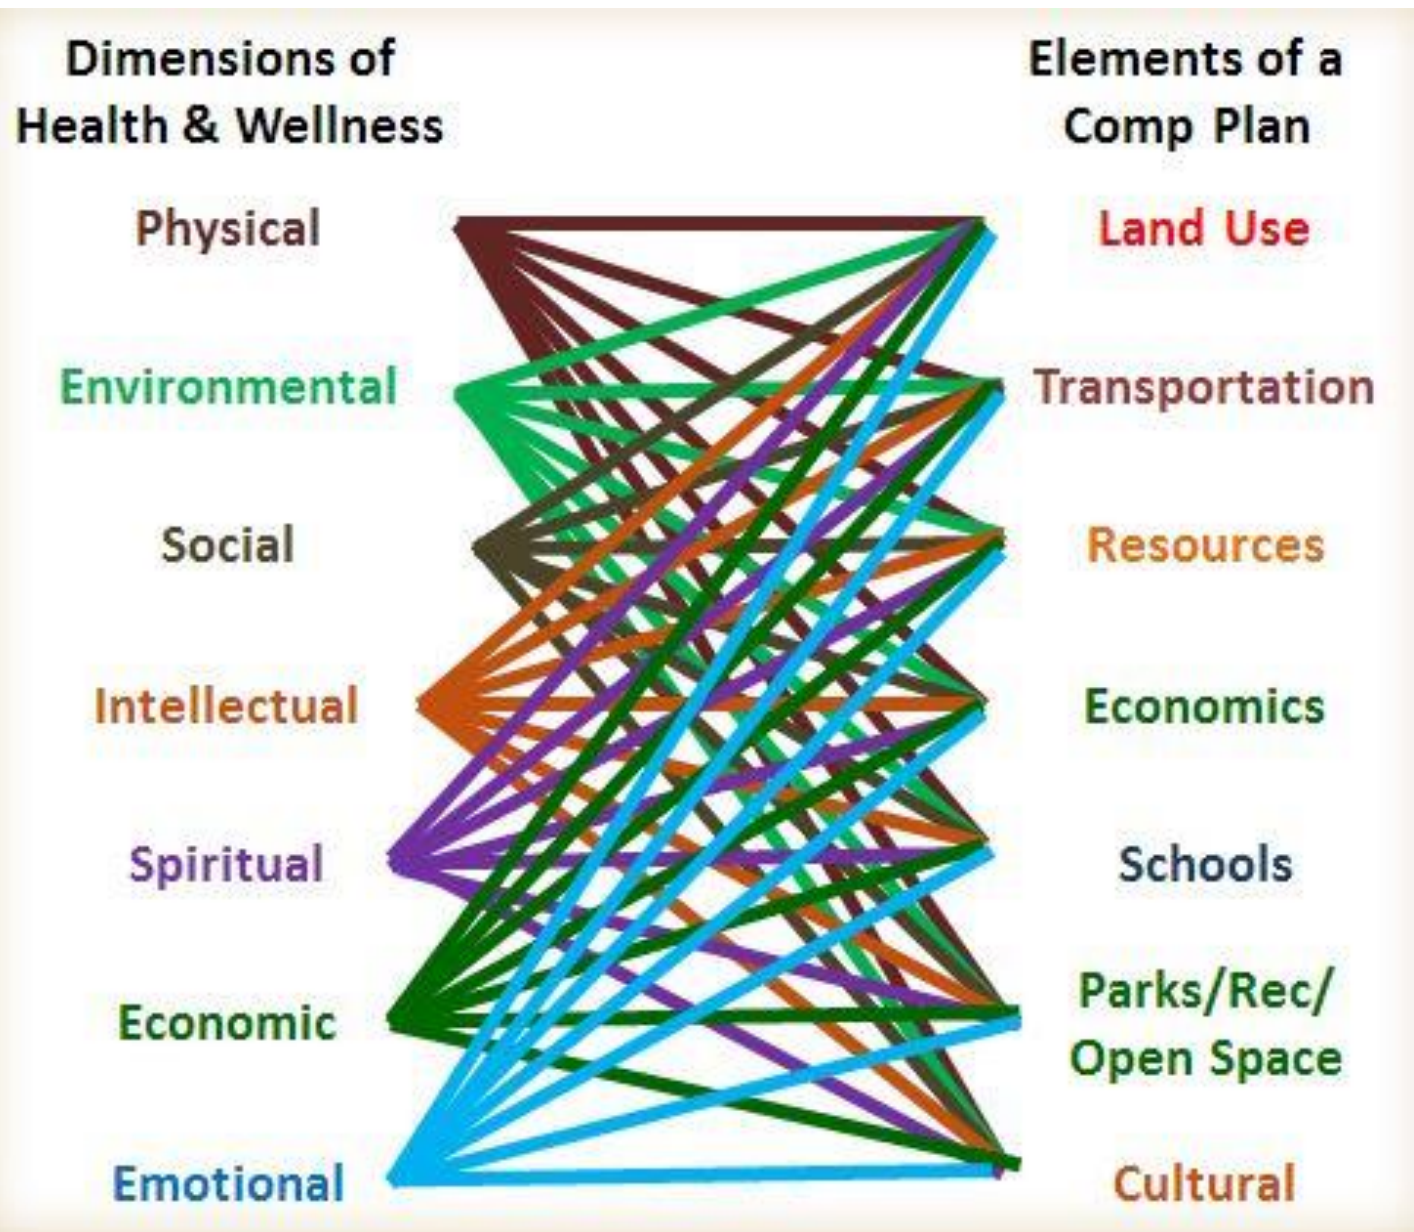 Dimensions of
Health & Wellness
Physical
Environmental
Social
Intellectual
Spiritual
Economic
Emotional
Elements of a
Comp Plan
Land Use
Transportation
Resources
Economics
Schools
Parks/Rec/
Open Space
Cultural